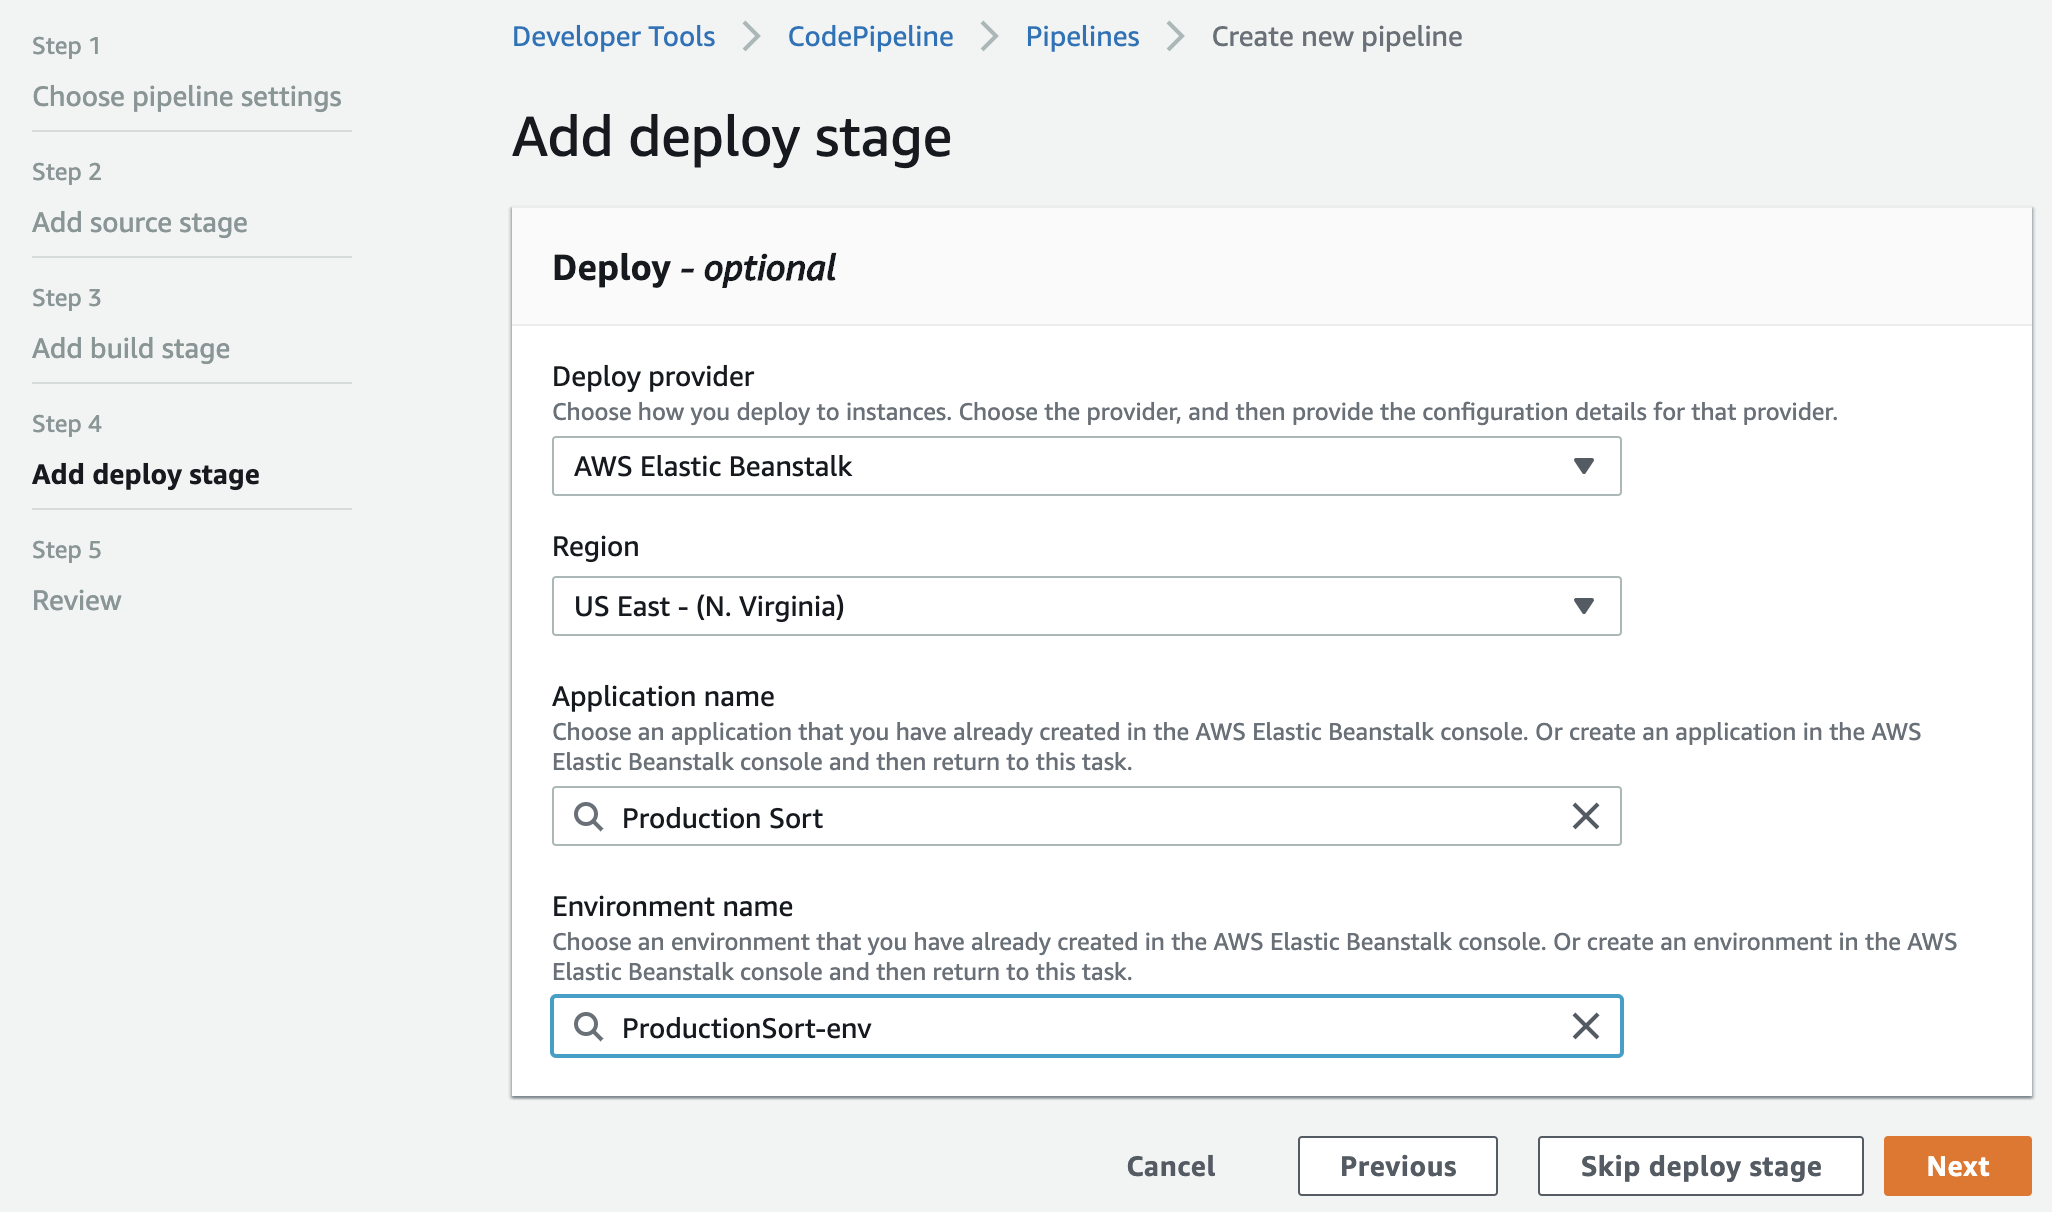 Step 1
Choose pipeline settings
Step 2
Add source stage
Step 3
Add build stage
Step 4
Add deploy stage
Step 5
Review
Developer Tools
CodePipeline
Pipelines
Create new pipeline
Add deploy stage
Deploy - optional
Deploy provider
Choose how you deploy to instances. Choose the provider, and then provide the configuration details for that provider.
AWS Elastic Beanstalk
Region
US East - (N. Virginia)
Application name
Choose an application that you have already created in the AWS Elastic Beanstalk console. Or create an application in the AWS
Elastic Beanstalk console and then return to this task.
Production Sort
Environment name
Choose an environment that you have already created in the AWS Elastic Beanstalk console. Or create an environment in the AWS
Elastic Beanstalk console and then return to this task.
ProductionSort-env
Cancel
Previous
Skip deploy stage
Next